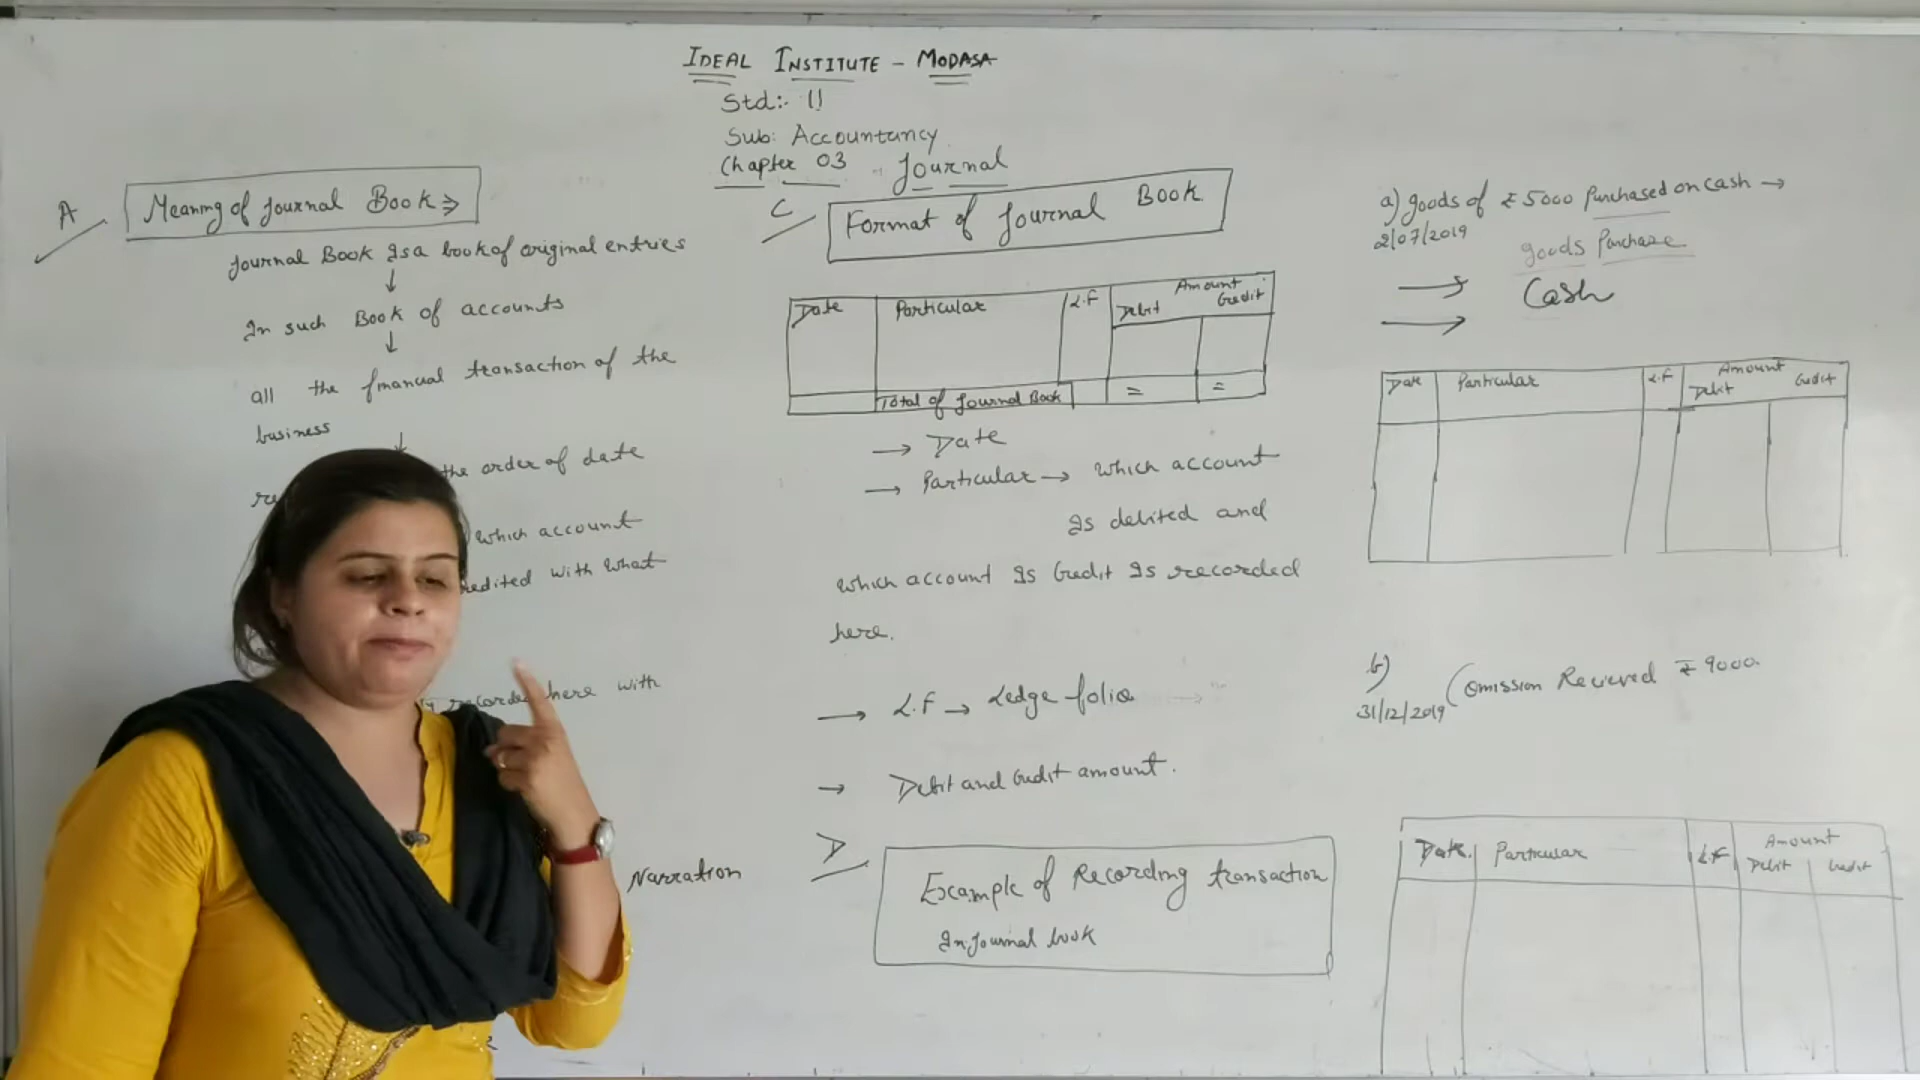 IDEAL INSTITUTE - MODASA
Std:- 11
Sub: Accountancy
Chapter 03 - Journal
A
Meaning of Journal Book
Journal Book Is a book of original entries
In such Book of accounts
all the financial transaction of the
business
the order of date
which account
with what
recorded here with
Narration
C
Format of Journal Book
Date Particular L.F Amount
Debit Credit
Total of Journal Book = =
→ Date
→ Particular → which account
Is debited and
which account Is Credit Is recorded
here.
→ L.F → Ledge folio
→ Debit and Credit amount.
D
Example of Recording transaction
In Journal book
a) goods of ₹ 5000 Purchased on cash →
2/07/2019
goods Purchase
→ Cash
→
Date Particular L.F Amount
Debit Credit
b)
31/12/2019
Comission Recieved ₹ 9000
Date Particular L.F Amount
Debit Credit